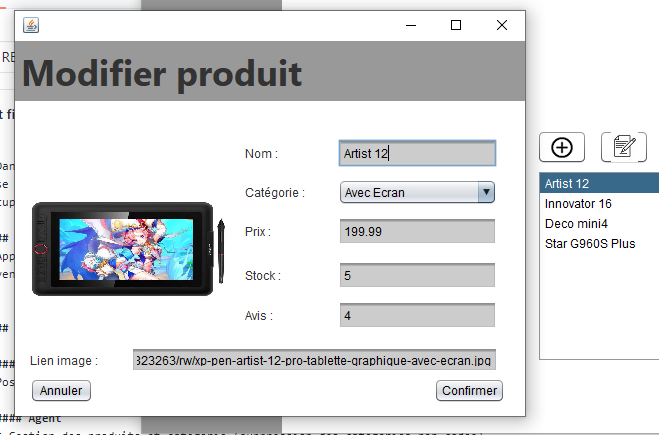 Modifier produit
RE
t fi
Nom : Artist 12
Catégorie : Avec Ecran
Prix : 199.99
Stock : 5
Avis : 4
Lien image : 323263/rw/xp-pen-artist-12-pro-tablette-graphique-avec-ecran.jpg
Annuler Confirmer
Artist 12
Innovator 16
Deco mini4
Star G960S Plus
Dan
se
tup
##
App
ven
##
####
Pos
#### Agent